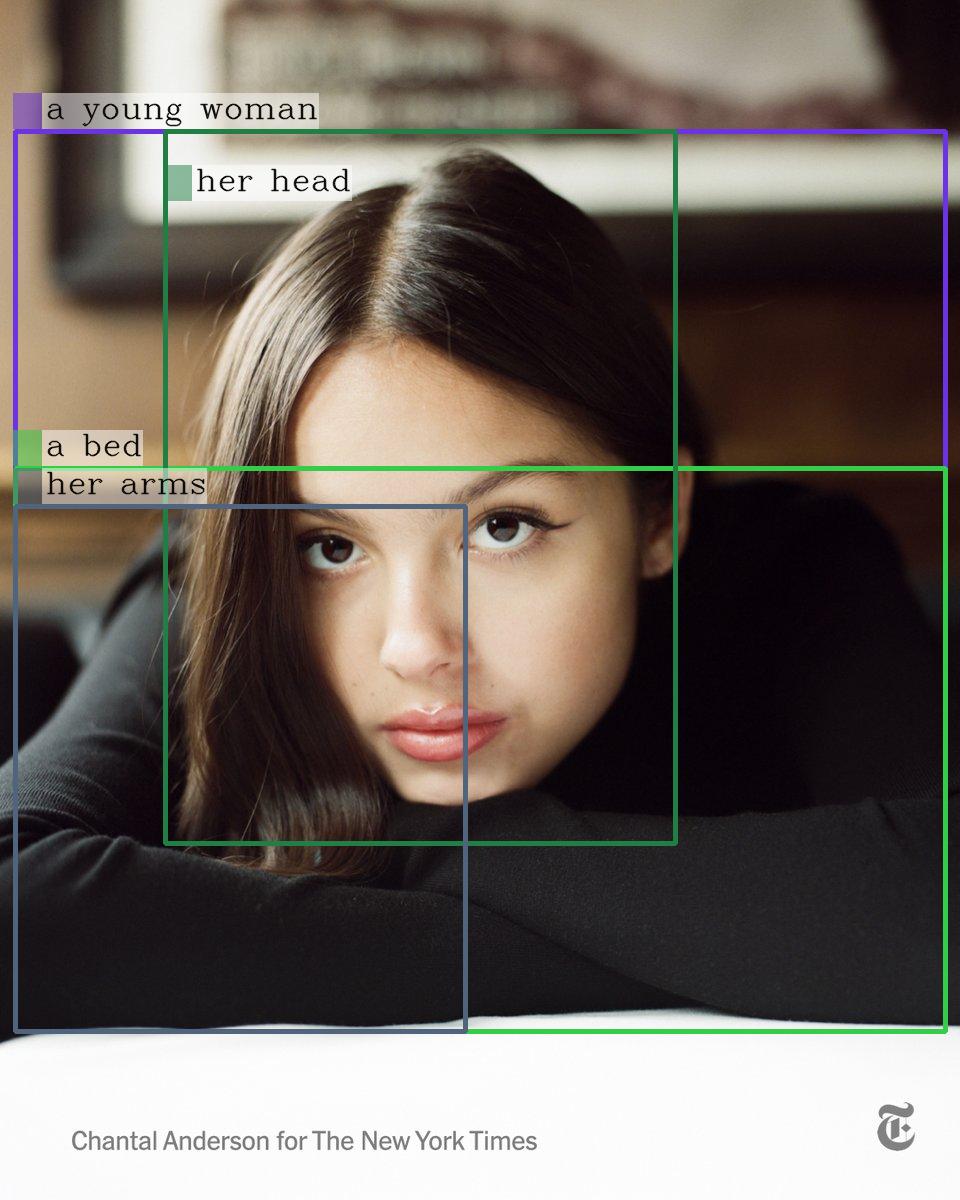 a young woman
her head
a bed
her arms
Chantal Anderson for The New York Times
T